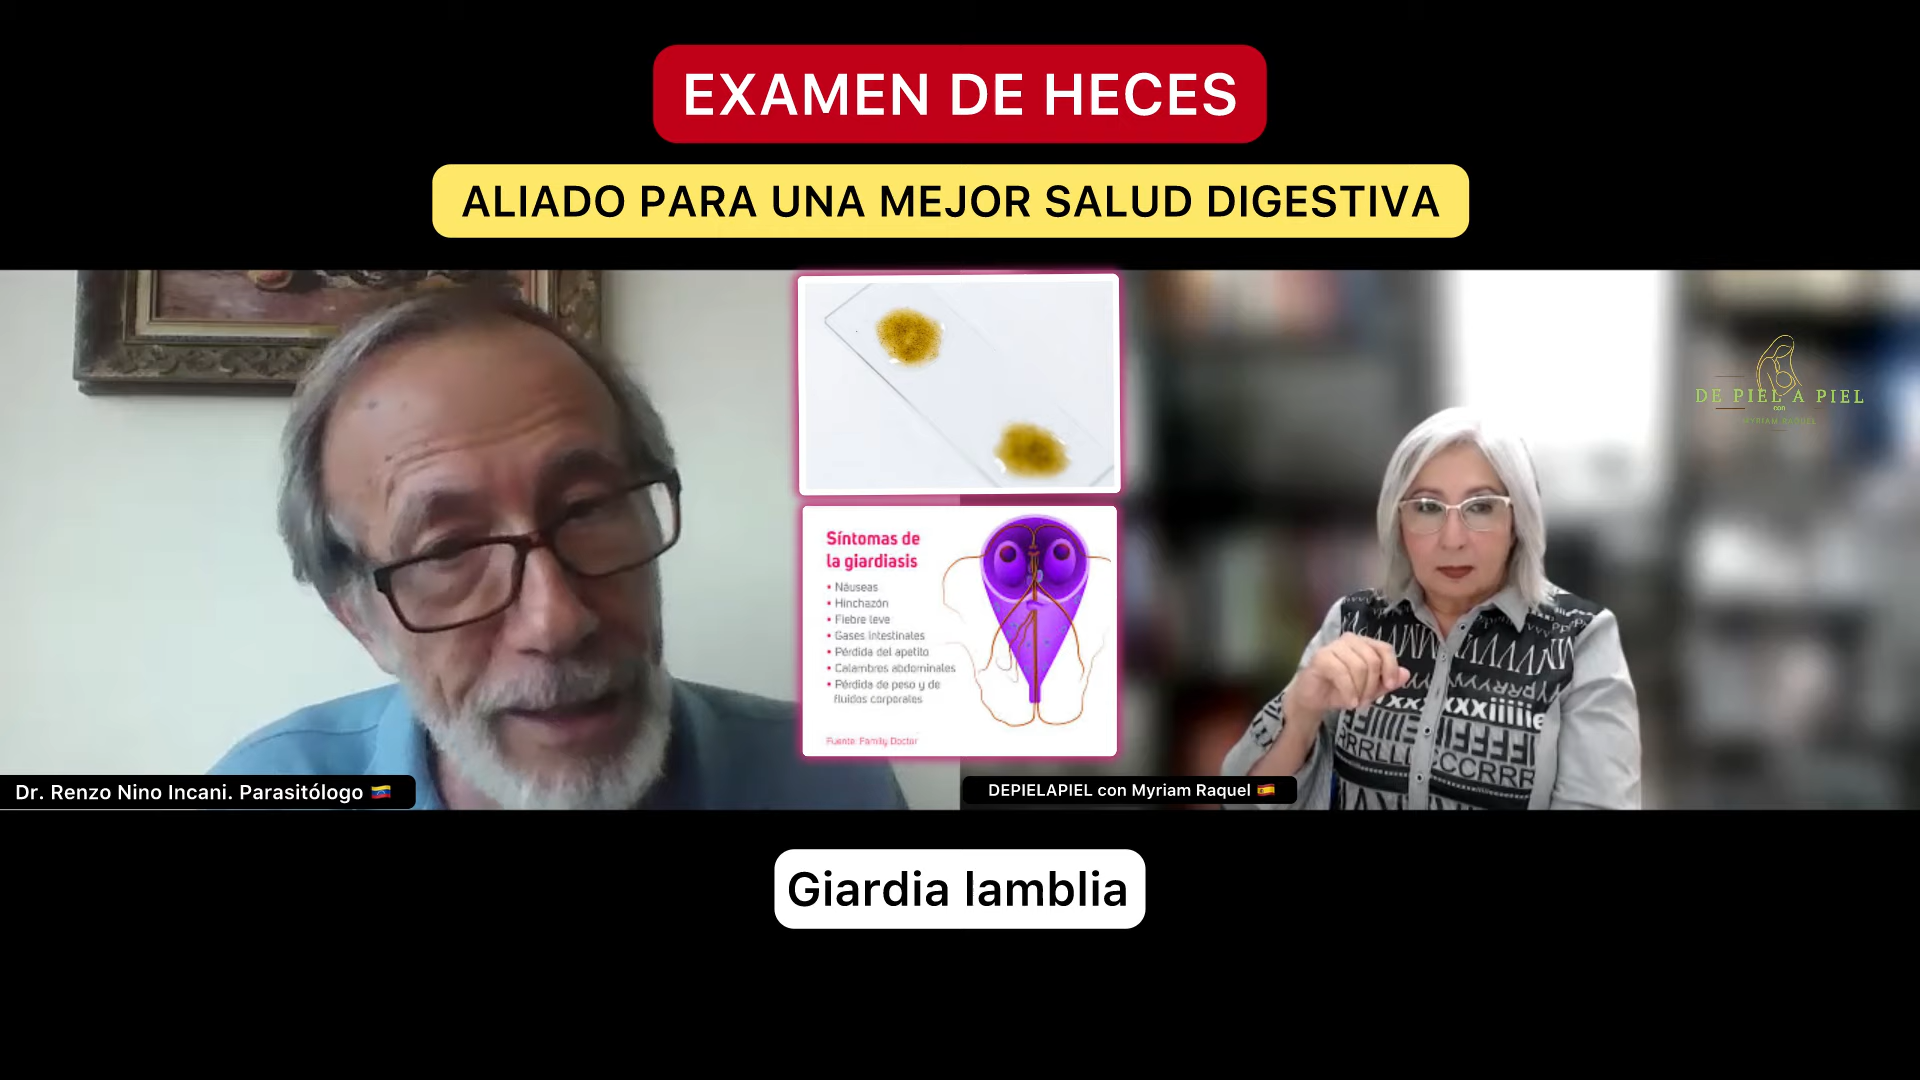 EXAMEN DE HECES
ALIADO PARA UNA MEJOR SALUD DIGESTIVA
Síntomas de
la giardiasis
• Náuseas
• Hinchazón
• Fiebre leve
• Gases intestinales
• Pérdida del apetito
• Calambres abdominales
• Pérdida de peso y de
fluidos corporales
Fuente: Family Doctor
DE PIEL A PIEL
MYRIAM RAQUEL
Dr. Renzo Nino Incani. Parasitólogo
DEPIELAPIEL con Myriam Raquel
Giardia lamblia